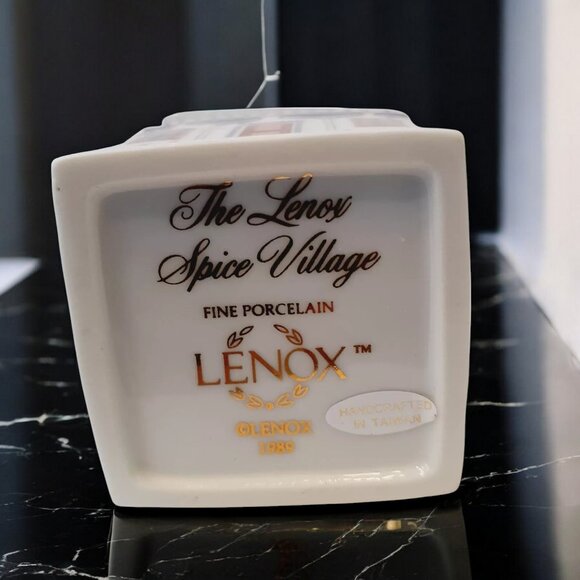 The Lenox
Spice Village
FINE PORCELAIN
LENOX™
©LENOX
1989
HANDCRAFTED
IN TAIWAN